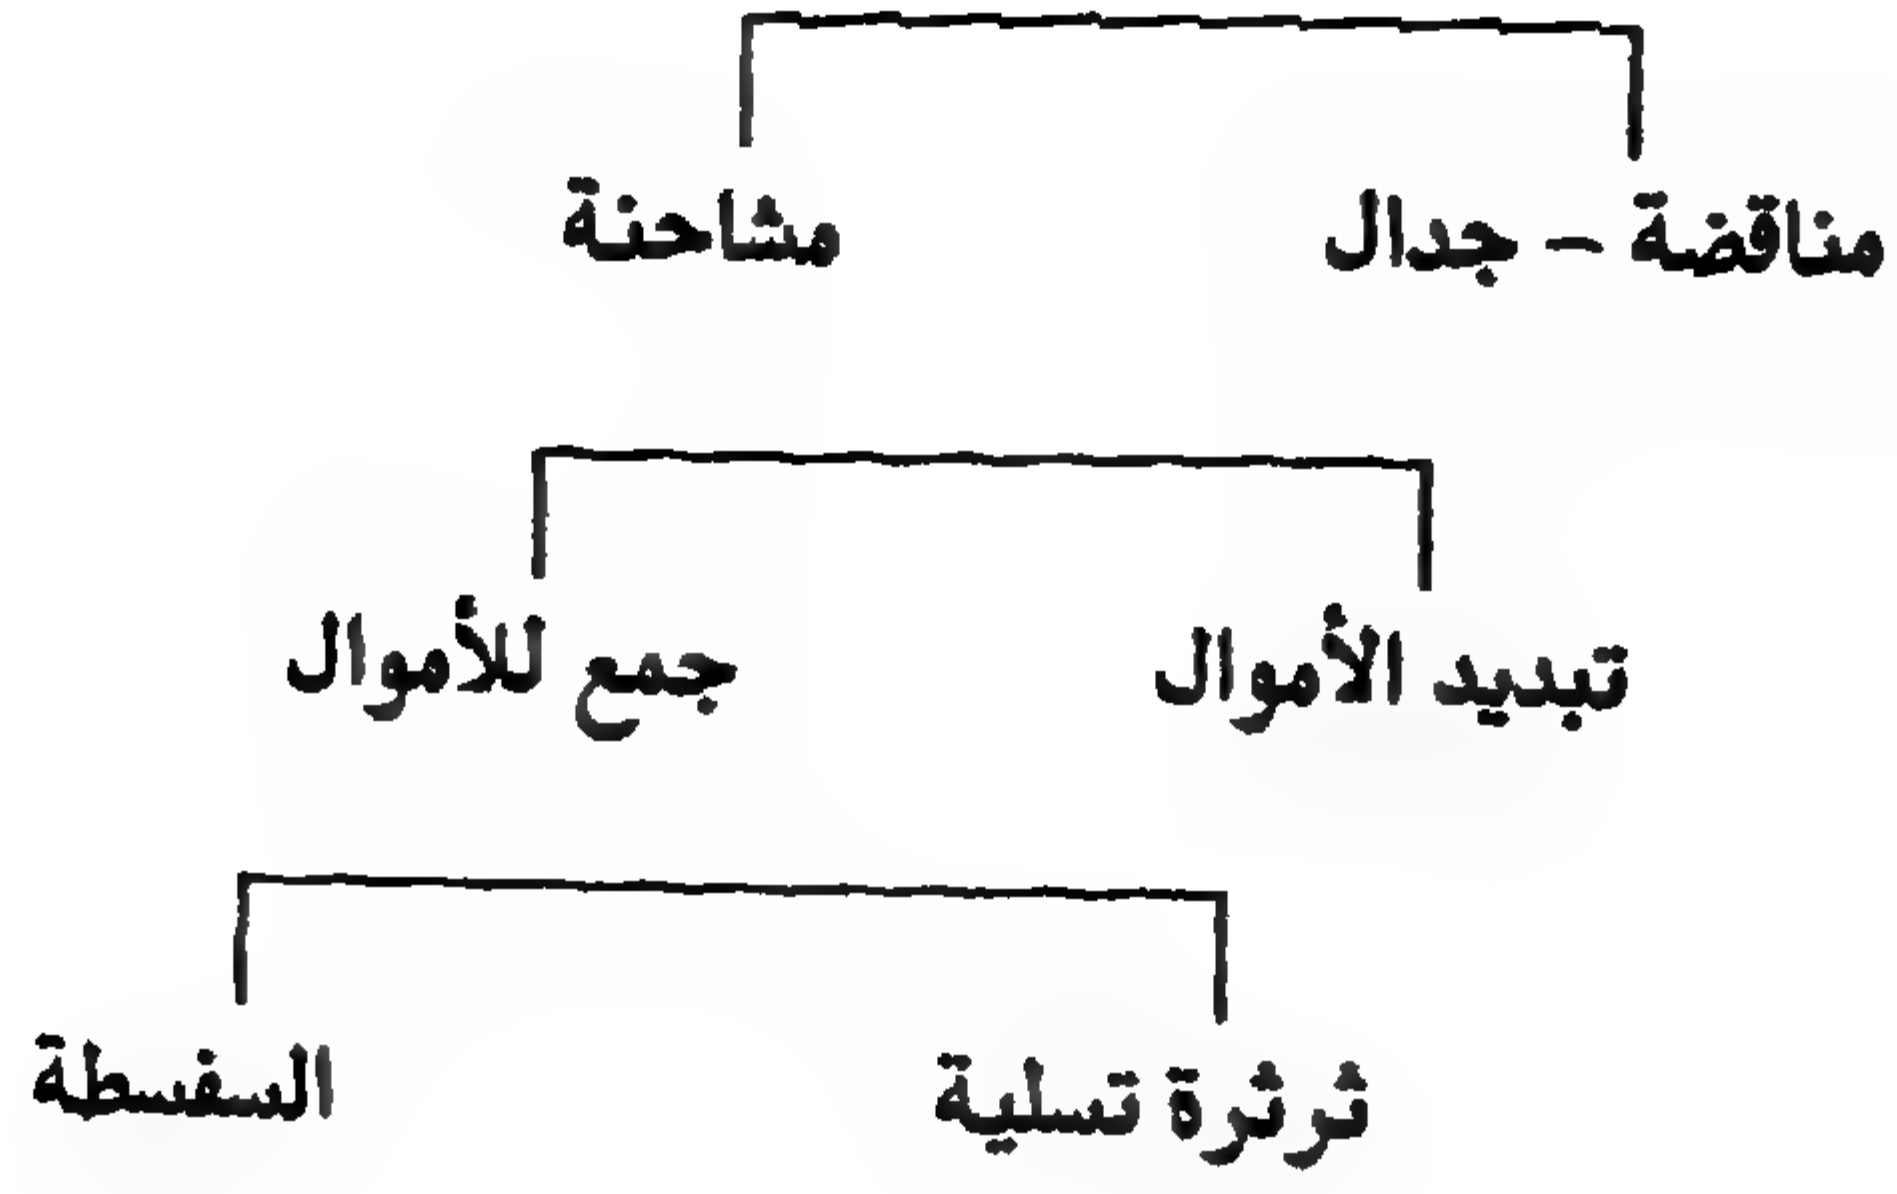 مناقضة – جدال مشاحنة
تبديد الأموال جمع للأموال
ثرثرة تسلية السفسطة